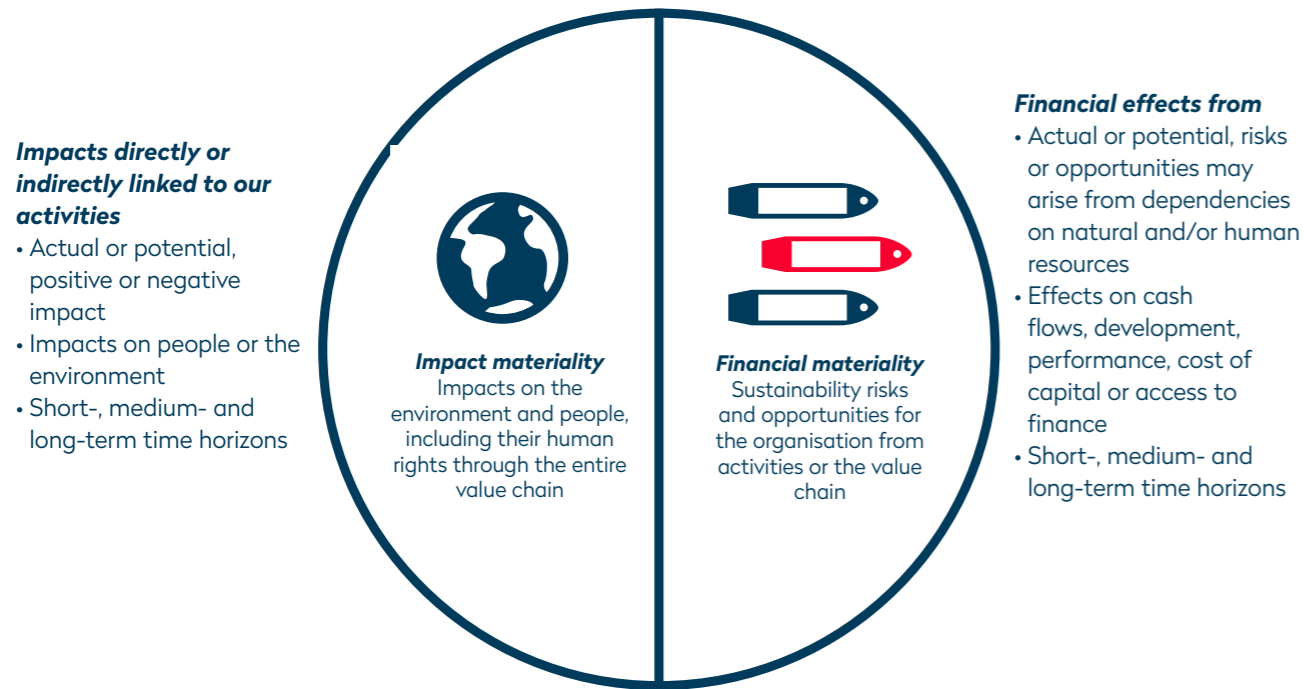 Impacts directly or
indirectly linked to our
activities
• Actual or potential,
positive or negative
impact
• Impacts on people or the
environment
• Short-, medium- and
long-term time horizons
Impact materiality
Impacts on the
environment and people,
including their human
rights through the entire
value chain
Financial materiality
Sustainability risks
and opportunities for
the organisation from
activities or the value
chain
Financial effects from
• Actual or potential, risks
or opportunities may
arise from dependencies
on natural and/or human
resources
• Effects on cash
flows, development,
performance, cost of
capital or access to
finance
• Short-, medium- and
long-term time horizons